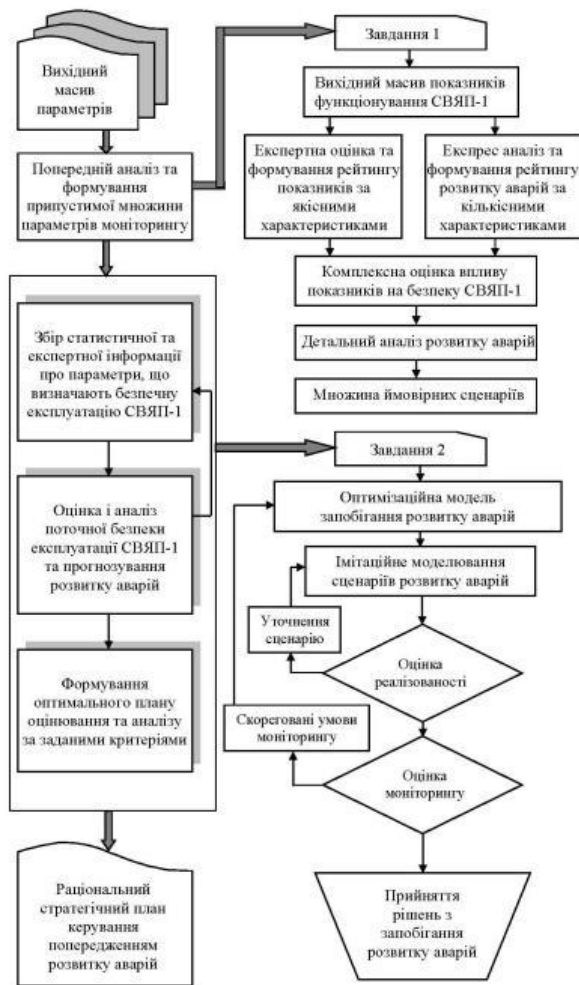 Вихідний
масив
параметрів
Попередній аналіз та
формування
припустимої множини
параметрів моніторингу
Збір статистичної та
експертної інформації
про параметри, що
визначають безпечну
експлуатацію СВЯП-1
Оцінка і аналіз
поточної безпеки
експлуатації СВЯП-1
та прогнозування
розвитку аварій
Формування
оптимального плану
оцінювання та аналізу
за заданими критеріями
Раціональний
стратегічний план
керування
попередженням
розвитку аварій
Завдання 1
Вихідний масив показників
функціонування СВЯП-1
Експертна оцінка та
формування рейтингу
показників за
якісними
характеристиками
Експрес аналіз та
формування рейтингу
розвитку аварій за
кількісними
характеристиками
Комплексна оцінка впливу
показників на безпеку СВЯП-1
Детальний аналіз розвитку аварій
Множина ймовірних сценаріїв
Завдання 2
Оптимізаційна модель
запобігання розвитку аварій
Імітаційне моделювання
сценаріїв розвитку аварій
Уточнення
сценарію
Оцінка
реалізованості
Скореговані умови
моніторингу
Оцінка
моніторингу
Прийняття
рішень з
запобігання
розвитку аварій